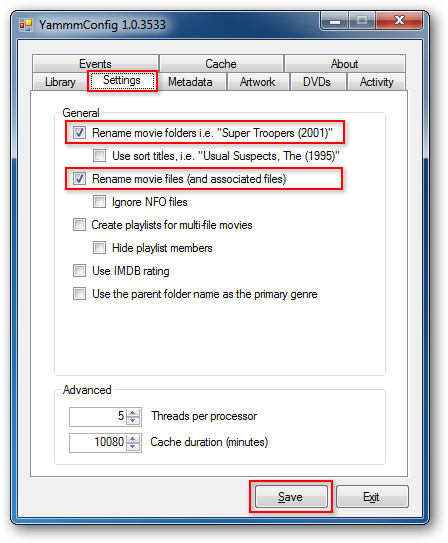 YammmConfig 1.0.3533
Events Cache About
Library Settings Metadata Artwork DVDs Activity
General
Rename movie folders i.e. "Super Troopers (2001)"
Use sort titles, i.e. "Usual Suspects, The (1995)"
Rename movie files (and associated files)
Ignore NFO files
Create playlists for multi-file movies
Hide playlist members
Use IMDB rating
Use the parent folder name as the primary genre
Advanced
5 Threads per processor
10080 Cache duration (minutes)
Save Exit